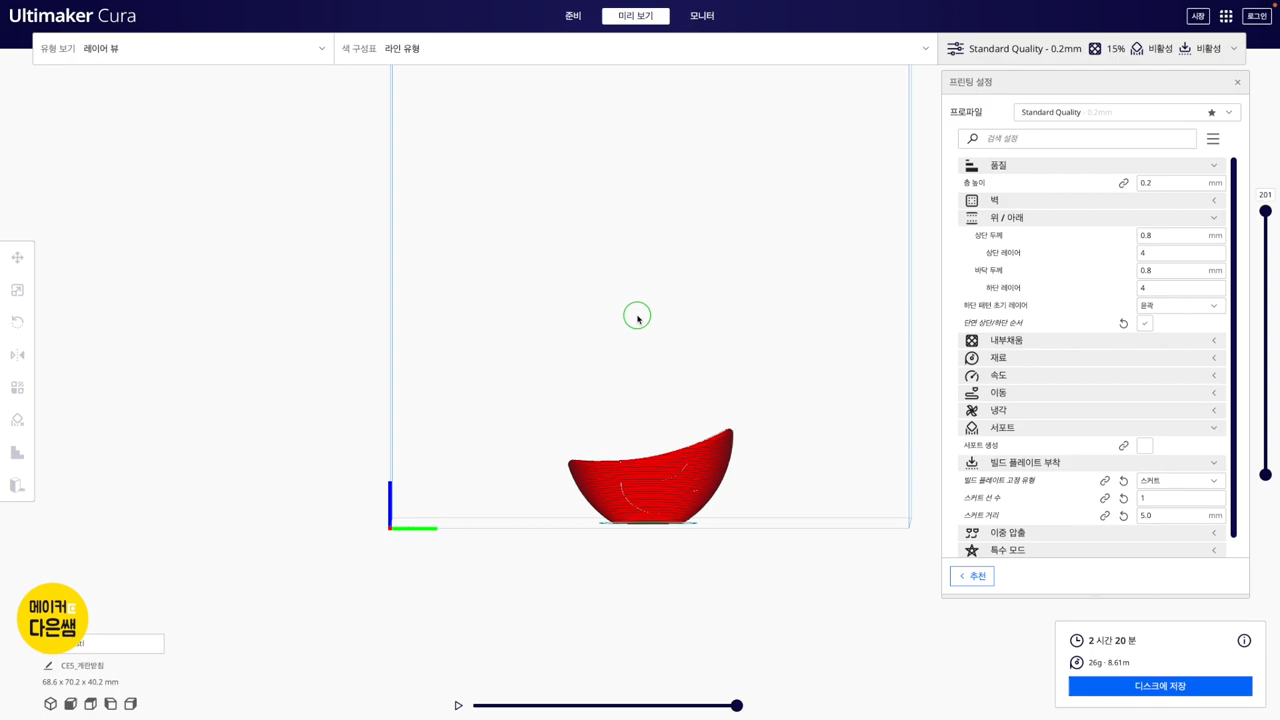 Ultimaker Cura
준비
미리 보기
모니터
시장
로그인
유형 보기 레이어 뷰
색 구성표 라인 유형
Standard Quality - 0.2mm 15% 비활성 비활성
프린팅 설정
프로파일 Standard Quality - 0.2mm
검색 설정
품질
층 높이 0.2 mm
벽
위 / 아래
상단 두께 0.8 mm
상단 레이어 4
바닥 두께 0.8 mm
하단 레이어 4
하단 패턴 초기 레이어 윤곽
단면 상단/하단 순서
내부채움
재료
속도
이동
냉각
서포트
서포트 생성
빌드 플레이트 부착
빌드 플레이트 고정 유형 스커트
스커트 선 수 1
스커트 거리 5.0 mm
이중 압출
특수 모드
추천
201
메이커
다은쌤
CE5_계란받침
68.6 x 70.2 x 40.2 mm
2 시간 20 분
26g · 8.61m
디스크에 저장